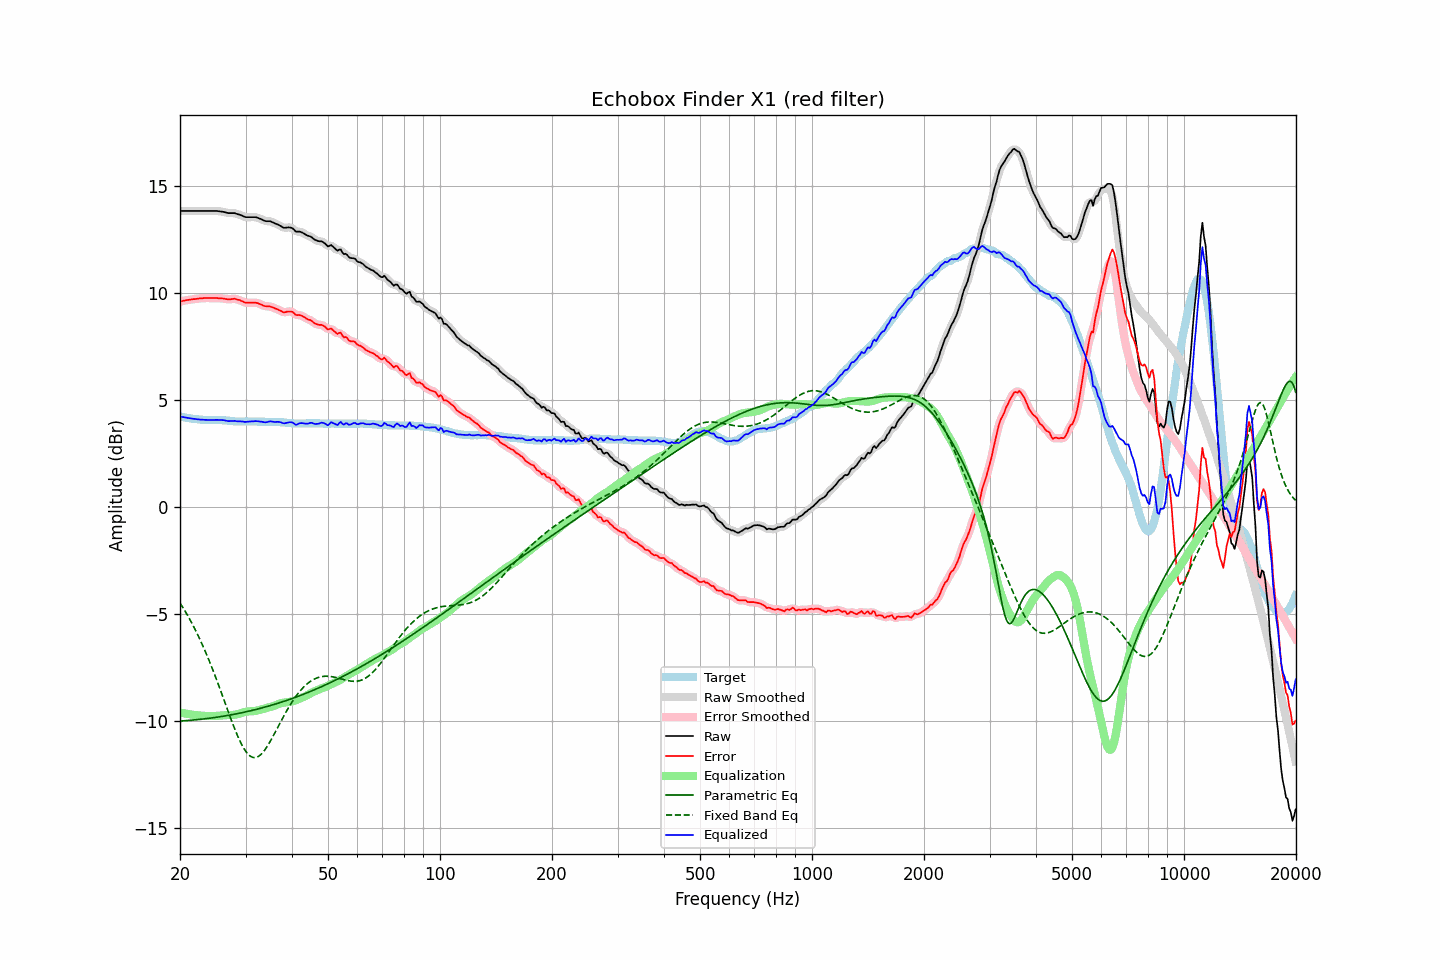 Echobox Finder X1 (red filter)
Amplitude (dBr)
15
10
5
0
−5
−10
−15
Target
Raw Smoothed
Error Smoothed
Raw
Error
Equalization
Parametric Eq
Fixed Band Eq
Equalized
20 50 100 200 500 1000 2000 5000 10000 20000
Frequency (Hz)